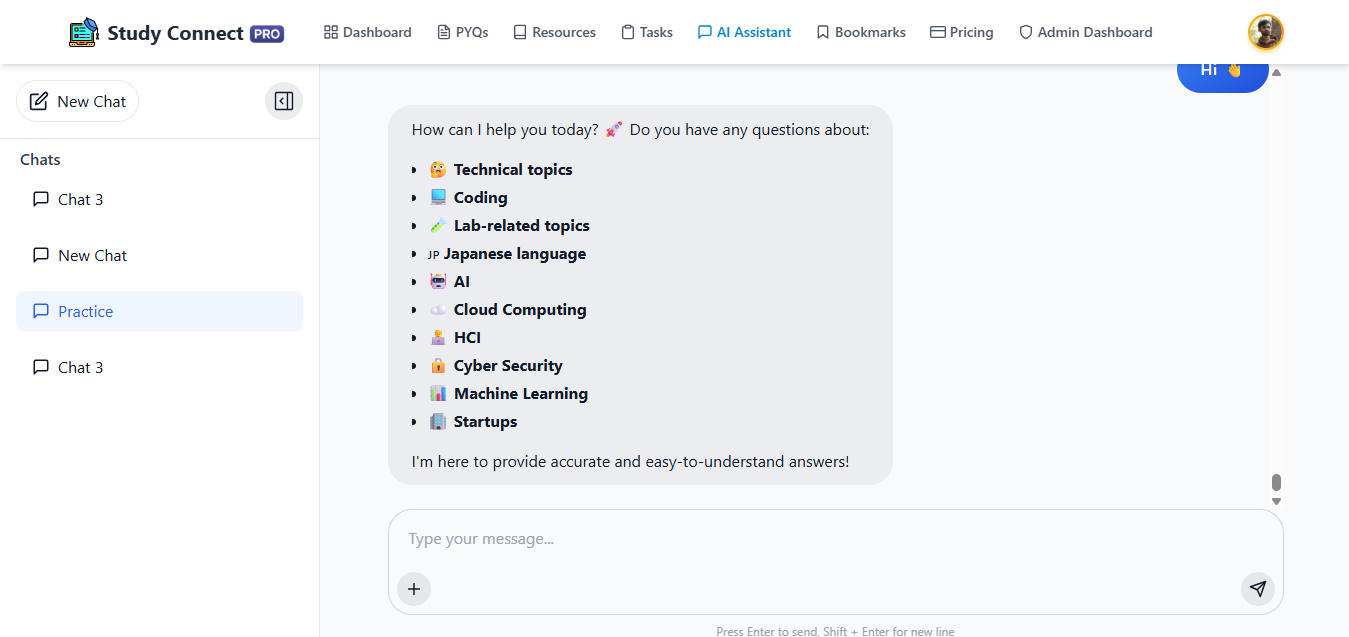 Study Connect PRO
Dashboard
PYQs
Resources
Tasks
AI Assistant
Bookmarks
Pricing
Admin Dashboard
New Chat
Chats
Chat 3
New Chat
Practice
Chat 3
Hi 👋
How can I help you today? 🚀 Do you have any questions about:
• 🤔 Technical topics
• 💻 Coding
• 🧪 Lab-related topics
• JP Japanese language
• 🤖 AI
• ☁️ Cloud Computing
• HCI
• 🔒 Cyber Security
• 📊 Machine Learning
• 🏢 Startups
I'm here to provide accurate and easy-to-understand answers!
Type your message...
Press Enter to send, Shift + Enter for new line